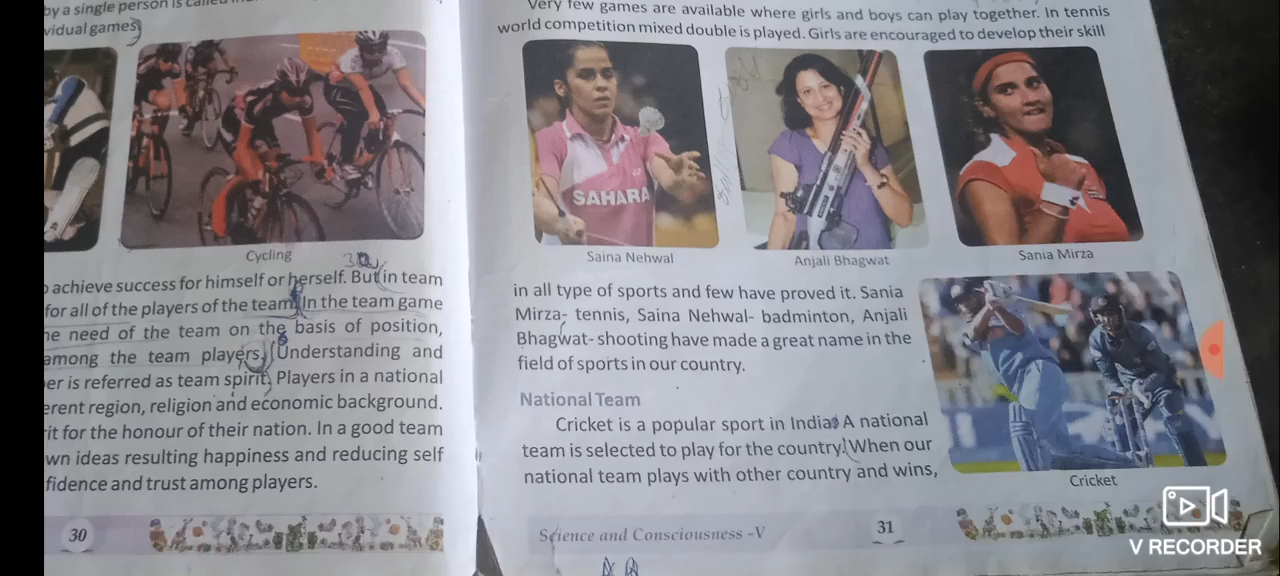 by a single person is called
vidual games)
Cycling
achieve success for himself or herself. But in team
for all of the players of the team. In the team game
he need of the team on the basis of position,
among the team players. Understanding and
er is referred as team spirit. Players in a national
erent region, religion and economic background.
rit for the honour of their nation. In a good team
wn ideas resulting happiness and reducing self
fidence and trust among players.
30
Very few games are available where girls and boys can play together. In tennis
world competition mixed double is played. Girls are encouraged to develop their skill
SAHARA
Saina Nehwal
Anjali Bhagwat
Sania Mirza
in all type of sports and few have proved it. Sania
Mirza- tennis, Saina Nehwal- badminton, Anjali
Bhagwat- shooting have made a great name in the
field of sports in our country.
National Team
Cricket is a popular sport in India. A national
team is selected to play for the country. When our
national team plays with other country and wins,
Cricket
Science and Consciousness -V
31
V RECORDER